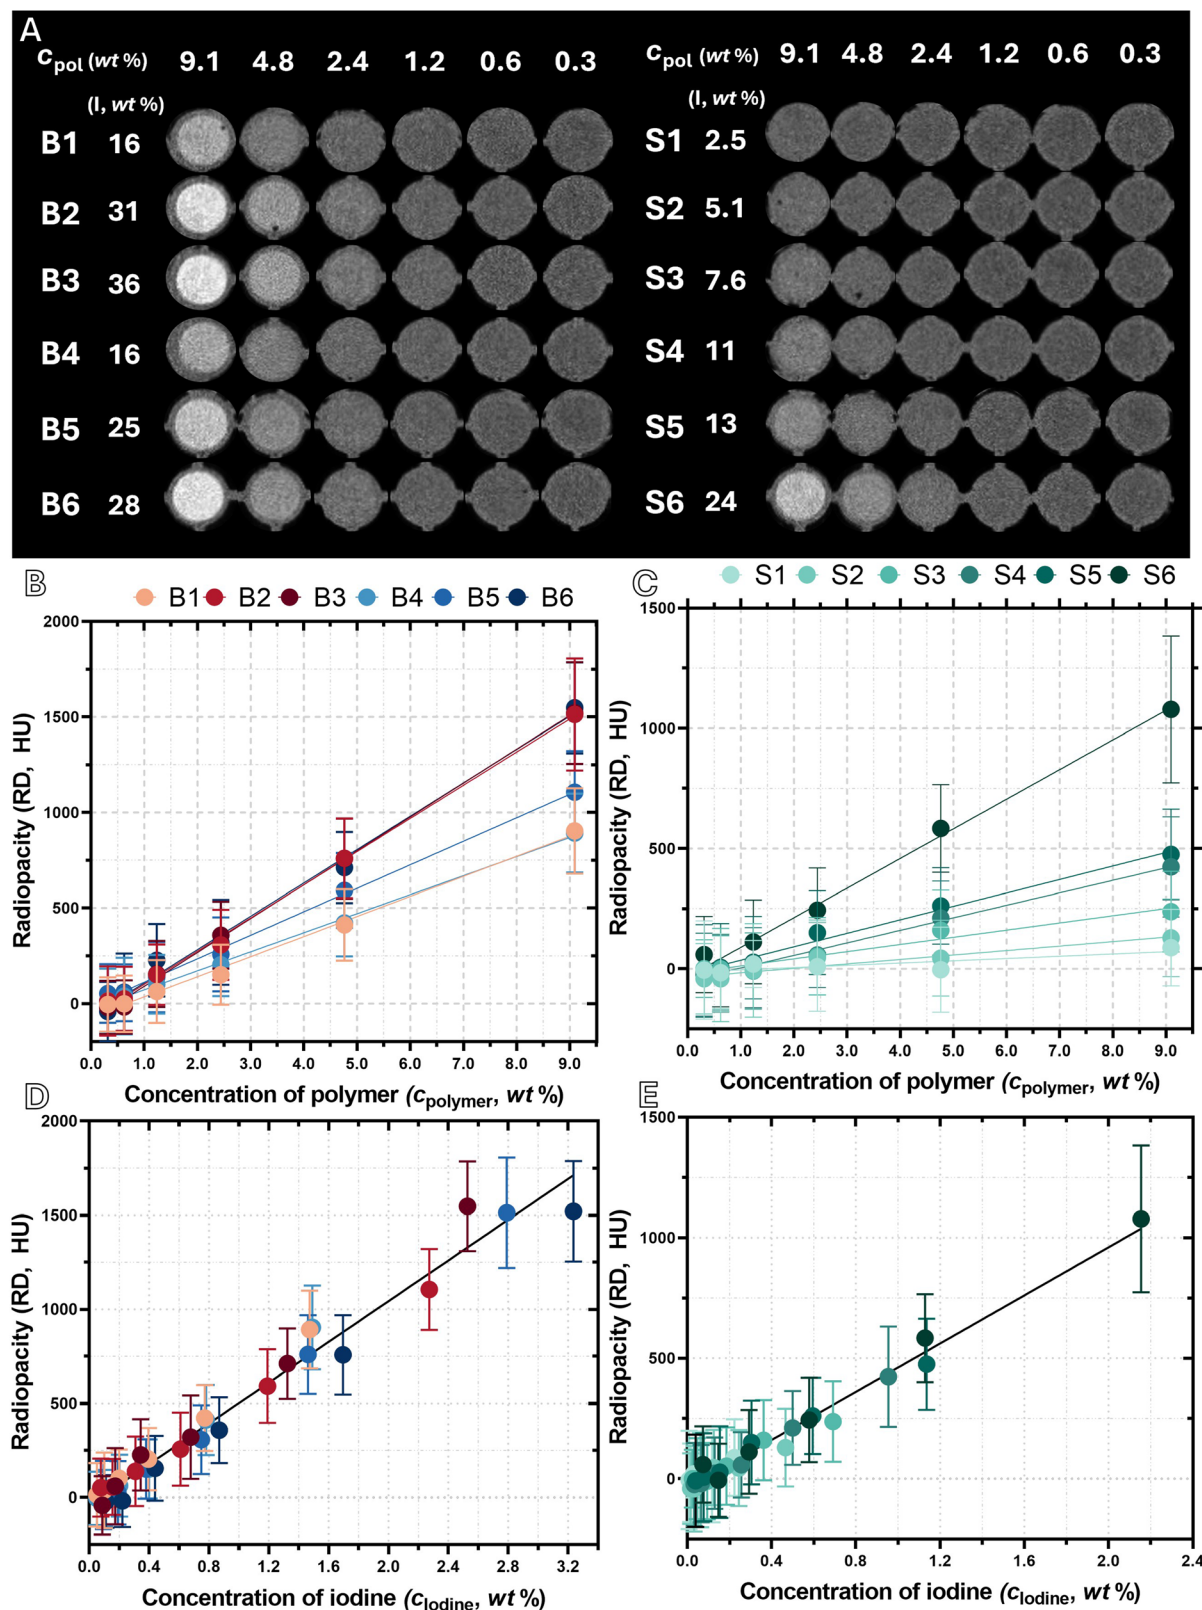 A
c pol (wt %) 9.1 4.8 2.4 1.2 0.6 0.3
(I, wt %)
B1 16
B2 31
B3 36
B4 16
B5 25
B6 28
c pol (wt %) 9.1 4.8 2.4 1.2 0.6 0.3
(I, wt %)
S1 2.5
S2 5.1
S3 7.6
S4 11
S5 13
S6 24
B
B1 B2 B3 B4 B5 B6
Radiopacity (RD, HU)
2000
1500
1000
500
0
0.0 1.0 2.0 3.0 4.0 5.0 6.0 7.0 8.0 9.0
Concentration of polymer (c polymer, wt %)
C
S1 S2 S3 S4 S5 S6
Radiopacity (RD, HU)
1500
1000
500
0
0.0 1.0 2.0 3.0 4.0 5.0 6.0 7.0 8.0 9.0
Concentration of polymer (c polymer, wt %)
D
Radiopacity (RD, HU)
2000
1500
1000
500
0
0.0 0.4 0.8 1.2 1.6 2.0 2.4 2.8 3.2
Concentration of iodine (c Iodine, wt %)
E
Radiopacity (RD, HU)
1500
1000
500
0
0.0 0.4 0.8 1.2 1.6 2.0 2.4
Concentration of iodine (c Iodine, wt %)